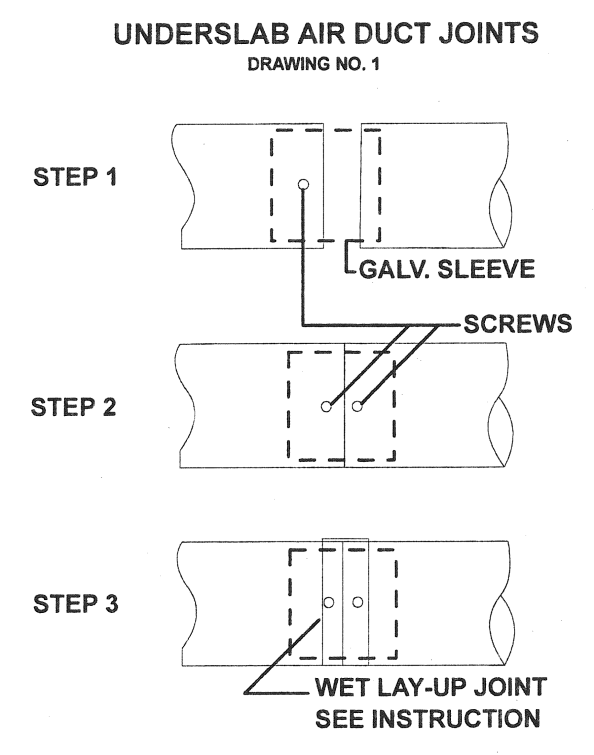 UNDERSLAB AIR DUCT JOINTS
DRAWING NO. 1
STEP 1
GALV. SLEEVE
SCREWS
STEP 2
STEP 3
WET LAY-UP JOINT
SEE INSTRUCTION